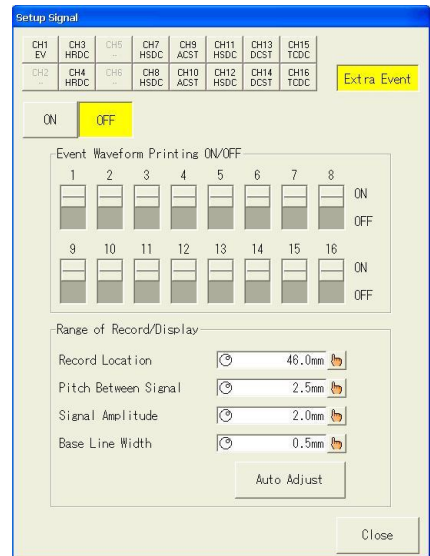 Setup Signal
CH1 CH3 CH5 CH7 CH9 CH11 CH13 CH15
EV HRDC -- HSDC ACST HSDC DCST TCDC
CH2 CH4 CH6 CH8 CH10 CH12 CH14 CH16
-- HRDC -- HSDC ACST HSDC DCST TCDC
Extra Event
ON OFF
Event Waveform Printing ON/OFF
1 2 3 4 5 6 7 8
ON
OFF
9 10 11 12 13 14 15 16
ON
OFF
Range of Record/Display
Record Location 46.0mm
Pitch Between Signal 2.5mm
Signal Amplitude 2.0mm
Base Line Width 0.5mm
Auto Adjust
Close